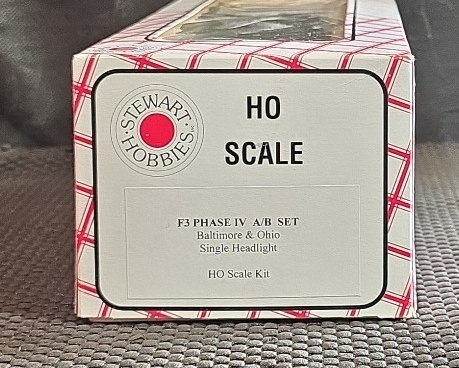 STEWART
HOBBIES
HO
SCALE
F3 PHASE IV A/B SET
Baltimore & Ohio
Single Headlight
HO Scale Kit